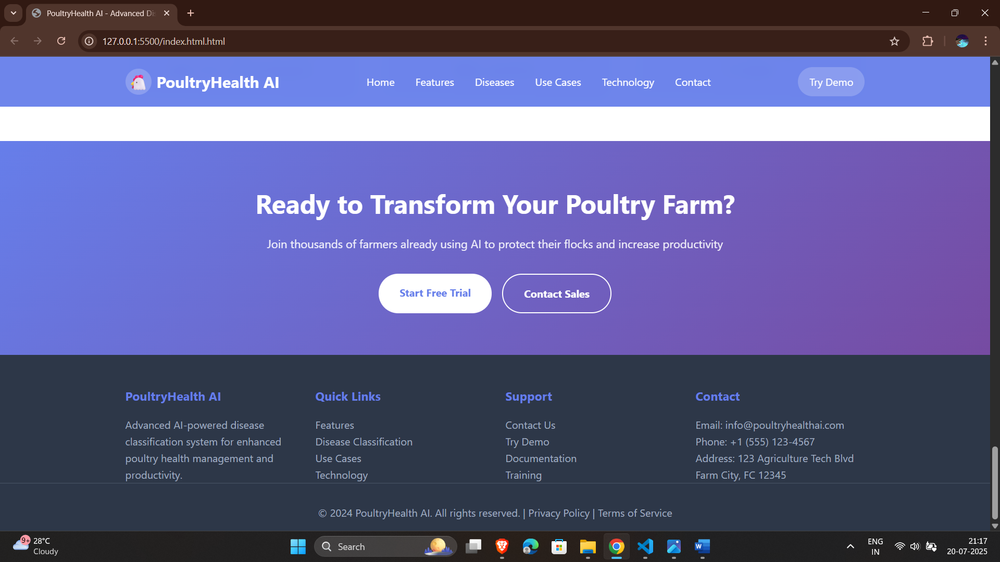 PoultryHealth AI - Advanced Di
127.0.0.1:5500/index.html.html
PoultryHealth AI
Home Features Diseases Use Cases Technology Contact
Try Demo
Ready to Transform Your Poultry Farm?
Join thousands of farmers already using AI to protect their flocks and increase productivity
Start Free Trial Contact Sales
PoultryHealth AI
Advanced AI-powered disease
classification system for enhanced
poultry health management and
productivity.
Quick Links
Features
Disease Classification
Use Cases
Technology
Support
Contact Us
Try Demo
Documentation
Training
Contact
Email: info@poultryhealthai.com
Phone: +1 (555) 123-4567
Address: 123 Agriculture Tech Blvd
Farm City, FC 12345
© 2024 PoultryHealth AI. All rights reserved. | Privacy Policy | Terms of Service
9+
28°C
Cloudy
Search
W
ENG
IN
21:17
20-07-2025